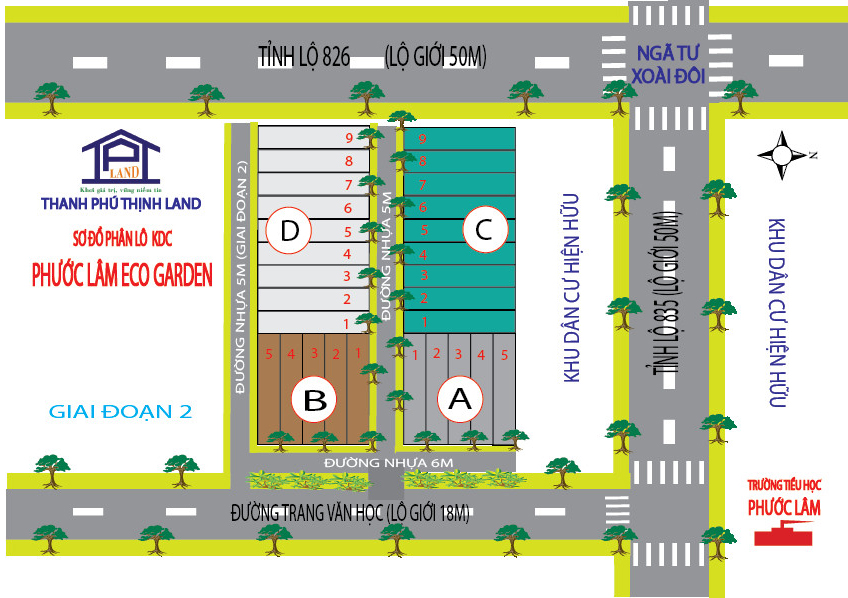 TỈNH LỘ 826 (LỘ GIỚI 50M)
NGÃ TƯ
XOÀI ĐÔI
LAND
Khơi giá trị, vững niềm tin
THANH PHÚ THỊNH LAND
SƠ ĐỒ PHÂN LÔ KDC
PHƯỚC LÂM ECO GARDEN
GIAI ĐOẠN 2
ĐƯỜNG NHỰA 5M (GIAI ĐOẠN 2)
9
8
7
6
5
4
3
2
1
D
ĐƯỜNG NHỰA 5M
8
8
7
6
5
4
3
2
1
C
5 4 3 2 1
B
1 2 3 4 5
A
ĐƯỜNG NHỰA 6M
ĐƯỜNG TRANG VĂN HỌC (LỘ GIỚI 18M)
KHU DÂN CƯ HIỆN HỮU
TỈNH LỘ 835 (LỘ GIỚI 50M)
N
KHU DÂN CƯ HIỆN HỮU
TRƯỜNG TIỂU HỌC
PHƯỚC LÂM